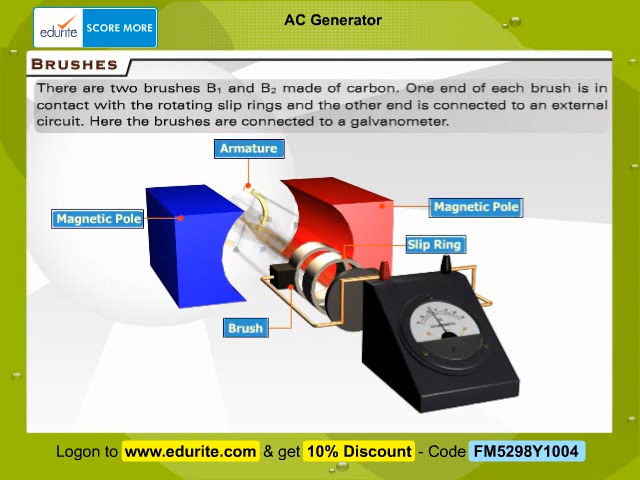 AC Generator
edurite SCORE MORE
BRUSHES
There are two brushes B₁ and B₂ made of carbon. One end of each brush is in
contact with the rotating slip rings and the other end is connected to an external
circuit. Here the brushes are connected to a galvanometer.
Armature
Magnetic Pole
Magnetic Pole
Slip Ring
Brush
Logon to www.edurite.com & get 10% Discount - Code FM5298Y1004